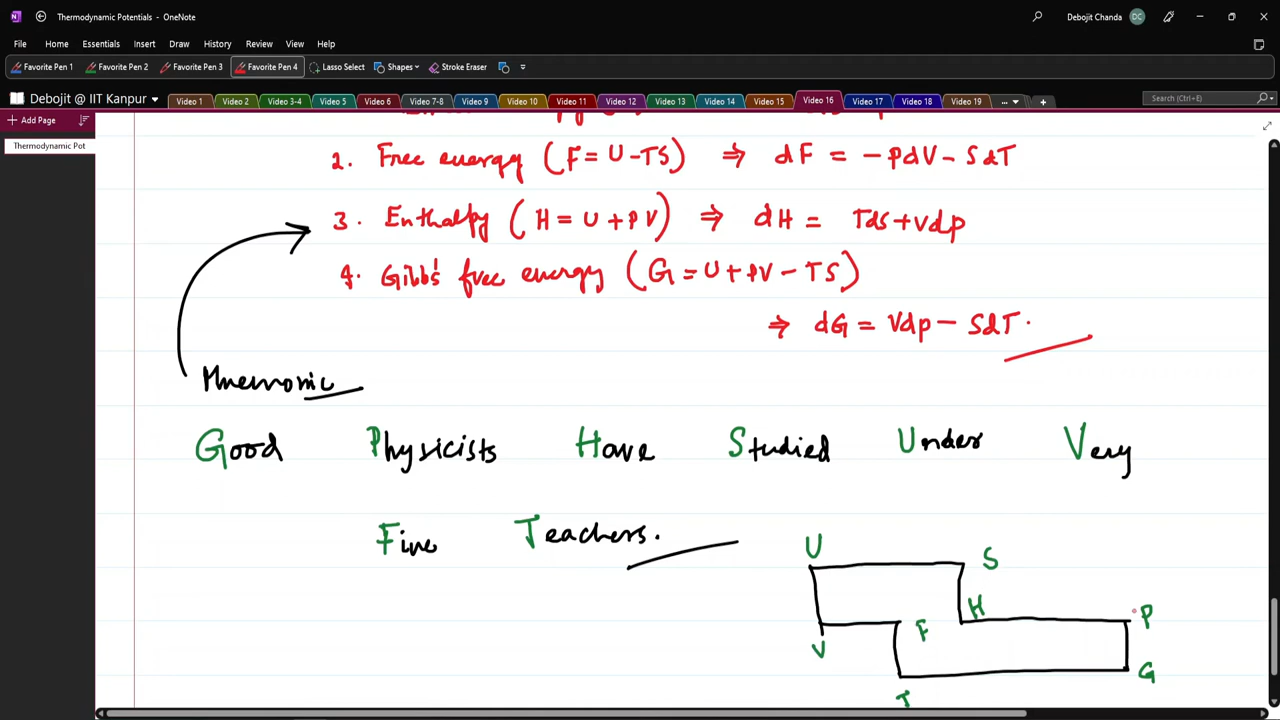 Thermodynamic Potentials - OneNote
Debojit Chanda DC
File Home Essentials Insert Draw History Review View Help
Favorite Pen 1 Favorite Pen 2 Favorite Pen 3 Favorite Pen 4 Lasso Select Shapes Stroke Eraser
Debojit @ IIT Kanpur Video 1 Video 2 Video 3-4 Video 5 Video 6 Video 7-8 Video 9 Video 10 Video 11 Video 12 Video 13 Video 14 Video 15 Video 16 Video 17 Video 18 Video 19 ... Search (Ctrl+E)
Add Page
Thermodynamic Pot
2. Free energy (F = U - TS) ⇒ dF = -PdV - SdT
3. Enthalpy (H = U + PV) ⇒ dH = Tds + Vdp
4. Gibb's free energy (G = U + PV - TS)
⇒ dG = Vdp - SdT.
Mnemonic
Good Physicists Have Studied Under Very
Fine Teachers.
U S
H P
V F
G
T